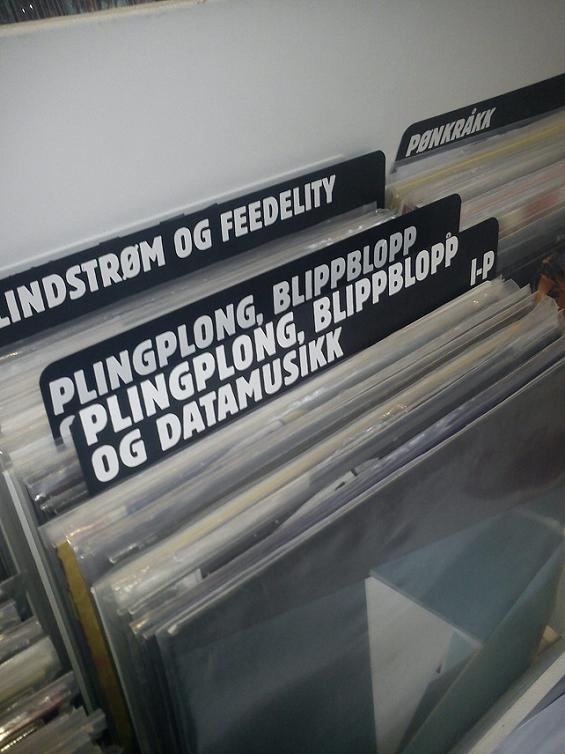 PØNKRÅKK
LINDSTRØM OG FEEDELITY
PLINGPLONG, BLIPPBLOPP
PLINGPLONG, BLIPPBLOPP
OG DATAMUSIKK
I-P